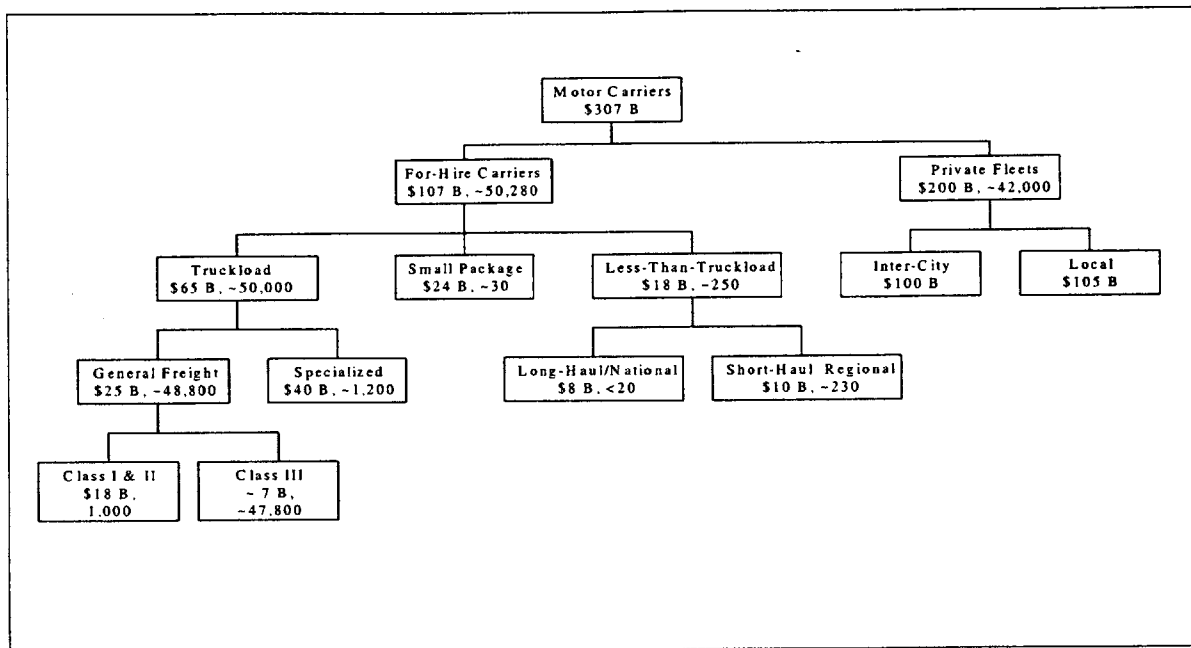 Motor Carriers
$307 B
For-Hire Carriers
$107 B, ~50,280
Private Fleets
$200 B, ~42,000
Truckload
$65 B, ~50,000
Small Package
$24 B, ~30
Less-Than-Truckload
$18 B, ~250
Inter-City
$100 B
Local
$105 B
General Freight
$25 B, ~48,800
Specialized
$40 B, ~1,200
Long-Haul/National
$8 B, <20
Short-Haul Regional
$10 B, ~230
Class I & II
$18 B,
1,000
Class III
~ 7 B,
~47,800